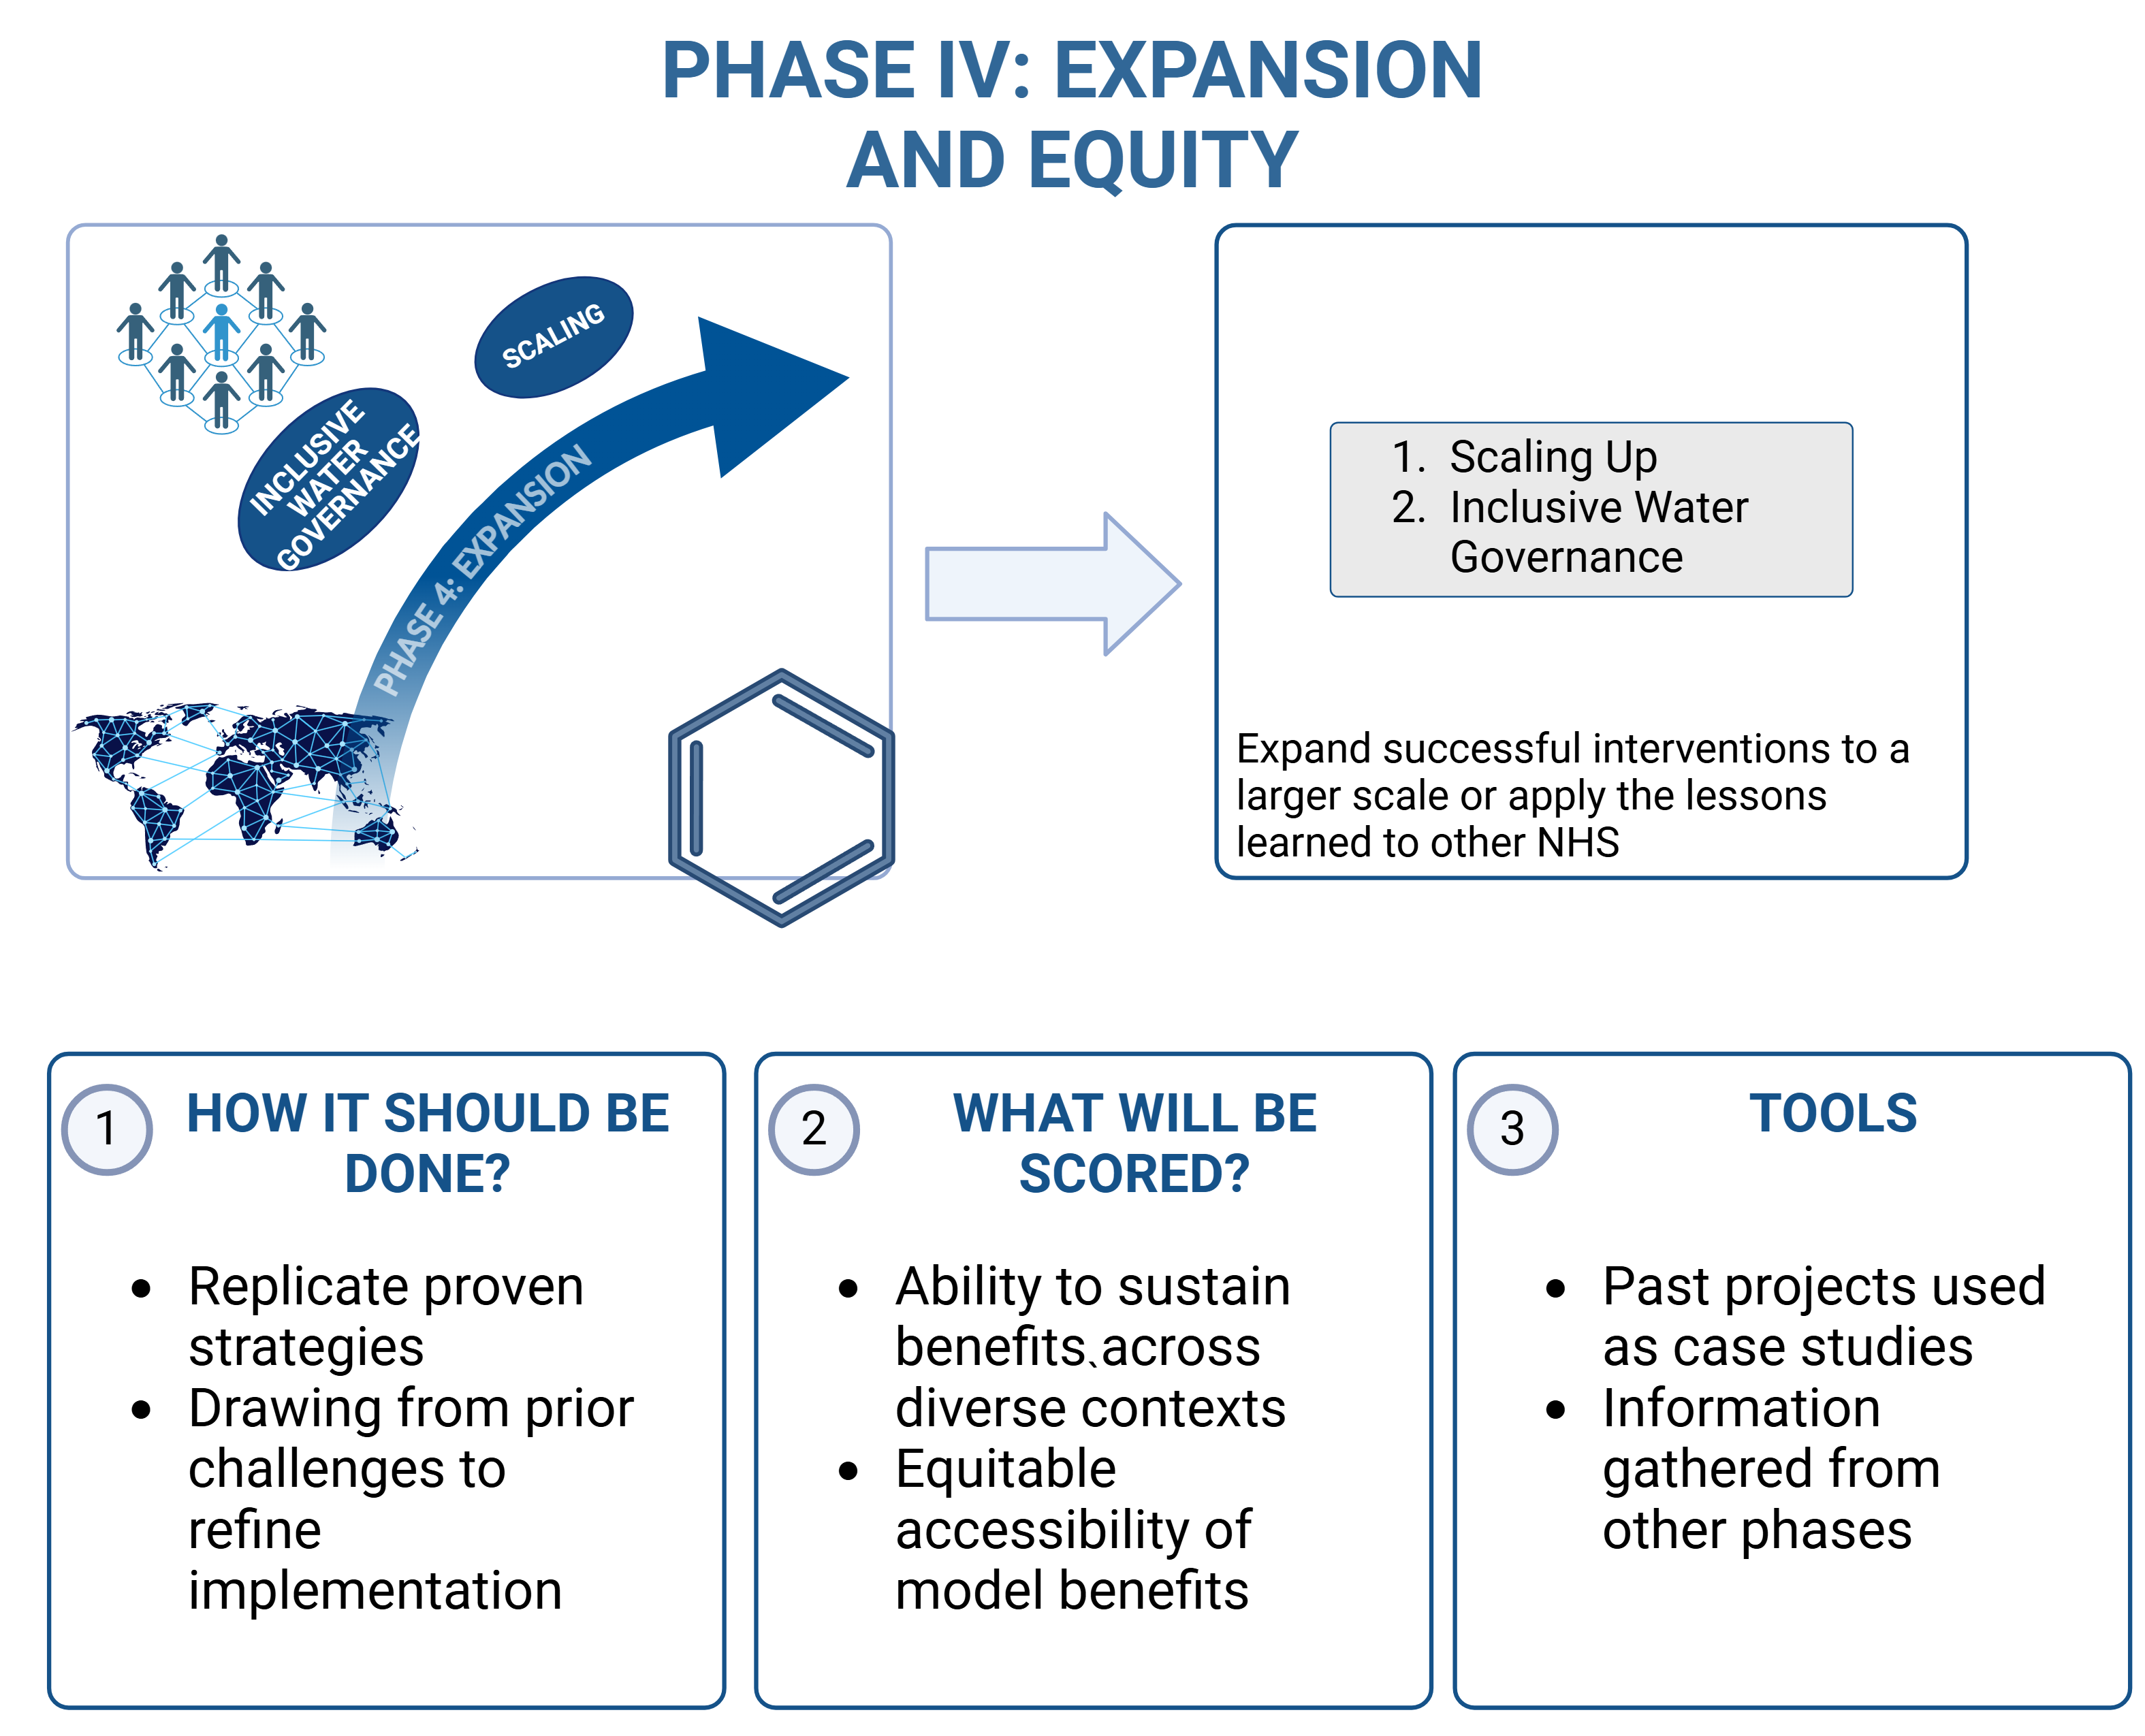 PHASE IV: EXPANSION
AND EQUITY
SCALING
INCLUSIVE
WATER
GOVERNANCE
PHASE 4: EXPANSION
1. Scaling Up
2. Inclusive Water
Governance
Expand successful interventions to a
larger scale or apply the lessons
learned to other NHS
1
HOW IT SHOULD BE
DONE?
• Replicate proven
strategies
• Drawing from prior
challenges to
refine
implementation
2
WHAT WILL BE
SCORED?
• Ability to sustain
benefits˴across
diverse contexts
• Equitable
accessibility of
model benefits
3
TOOLS
• Past projects used
as case studies
• Information
gathered from
other phases